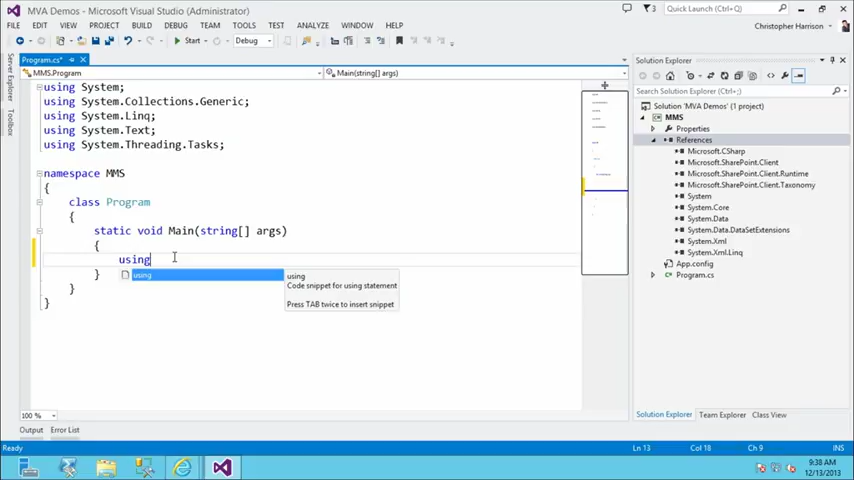 MVA Demos - Microsoft Visual Studio (Administrator)
3
Quick Launch (Ctrl+Q)
FILE EDIT VIEW PROJECT BUILD DEBUG TEAM TOOLS TEST ANALYZE WINDOW HELP
Christopher Harrison
Start
Debug
Program.cs*
MMS.Program
Main(string[] args)
using System;
using System.Collections.Generic;
using System.Linq;
using System.Text;
using System.Threading.Tasks;
namespace MMS
{
class Program
{
static void Main(string[] args)
{
using
}
}
}
using
using
Code snippet for using statement
Press TAB twice to insert snippet
Server Explorer
Toolbox
Solution Explorer
Search Solution Explorer (Ctrl+;)
Solution 'MVA Demos' (1 project)
MMS
Properties
References
Microsoft.CSharp
Microsoft.SharePoint.Client
Microsoft.SharePoint.Client.Runtime
Microsoft.SharePoint.Client.Taxonomy
System
System.Core
System.Data
System.Data.DataSetExtensions
System.Xml
System.Xml.Linq
App.config
Program.cs
100 %
Solution Explorer Team Explorer Class View
Output Error List
Ready
Ln 13 Col 18 Ch 9 INS
9:38 AM
12/13/2013